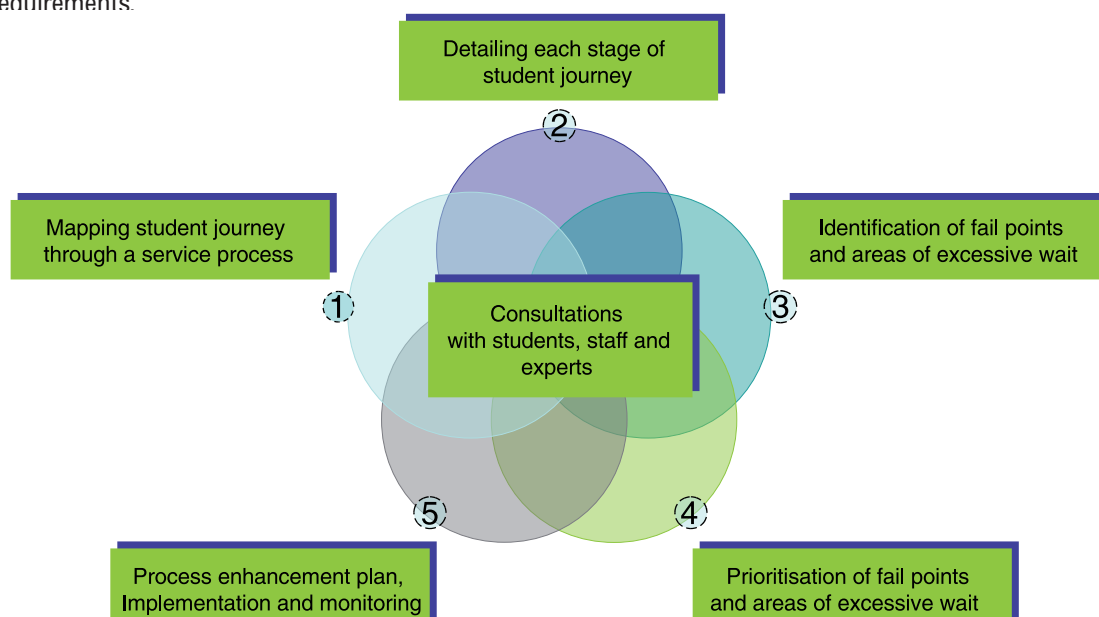 equirements.
Detailing each stage of
student journey
2
Mapping student journey
through a service process
Identification of fail points
and areas of excessive wait
1
3
Consultations
with students, staff and
experts
5
4
Process enhancement plan,
Implementation and monitoring
Prioritisation of fail points
and areas of excessive wait